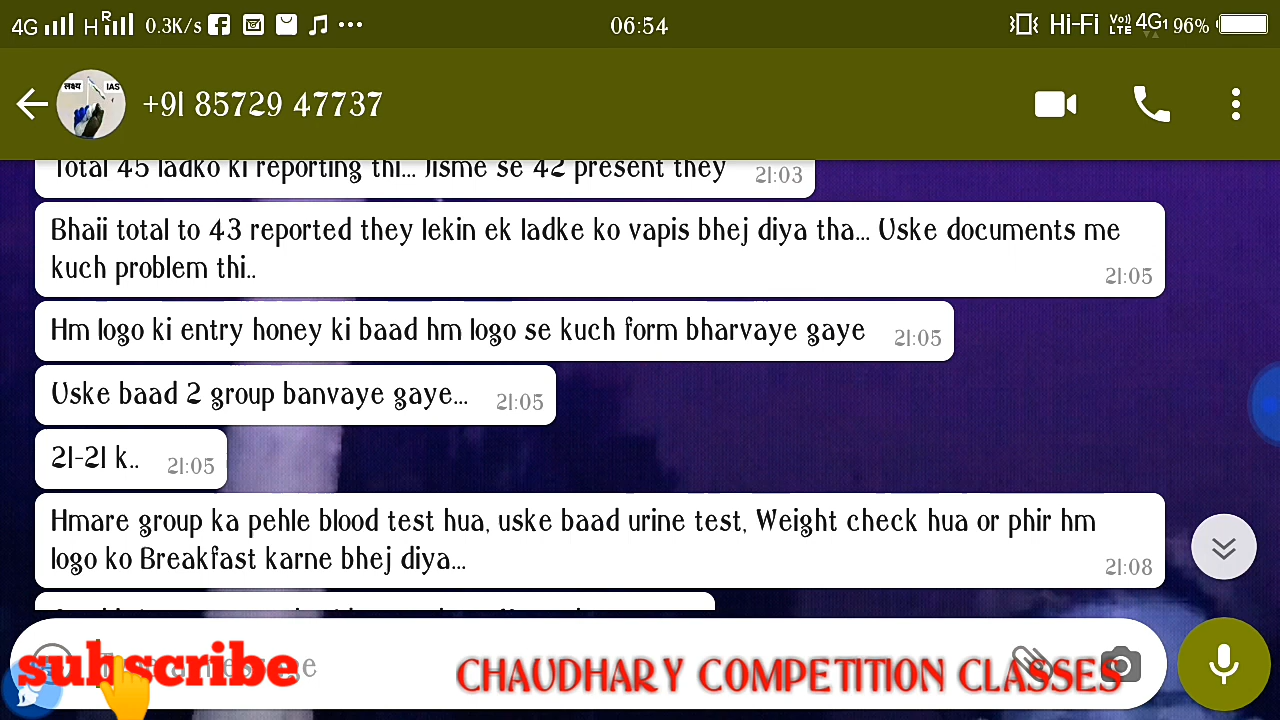 4G H R 0.3K/s 06:54 Hi-Fi Vo)) LTE 4G1 96%
लक्ष्य IAS
+91 85729 47737
Total 45 ladko ki reporting thi... Jisme se 42 present they 21:03
Bhaii total to 43 reported they lekin ek ladke ko vapis bhej diya tha... Uske documents me
kuch problem thi.. 21:05
Hm logo ki entry honey ki baad hm logo se kuch form bharvaye gaye 21:05
Uske baad 2 group banvaye gaye... 21:05
21-21 k.. 21:05
Hmare group ka pehle blood test hua, uske baad urine test, Weight check hua or phir hm
logo ko Breakfast karne bhej diya... 21:08
subscribe
CHAUDHARY COMPETITION CLASSES